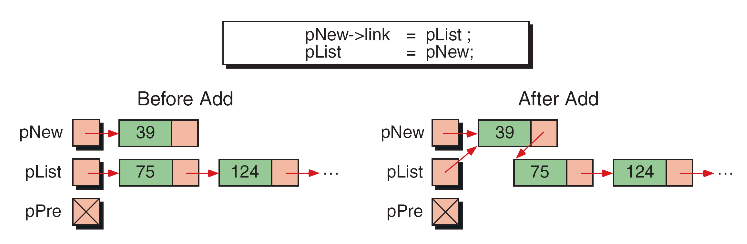 pNew->link = pList ;
pList = pNew;
Before Add
After Add
pNew 39
pList 75 124 ...
pPre
pNew 39
pList 75 124 ...
pPre